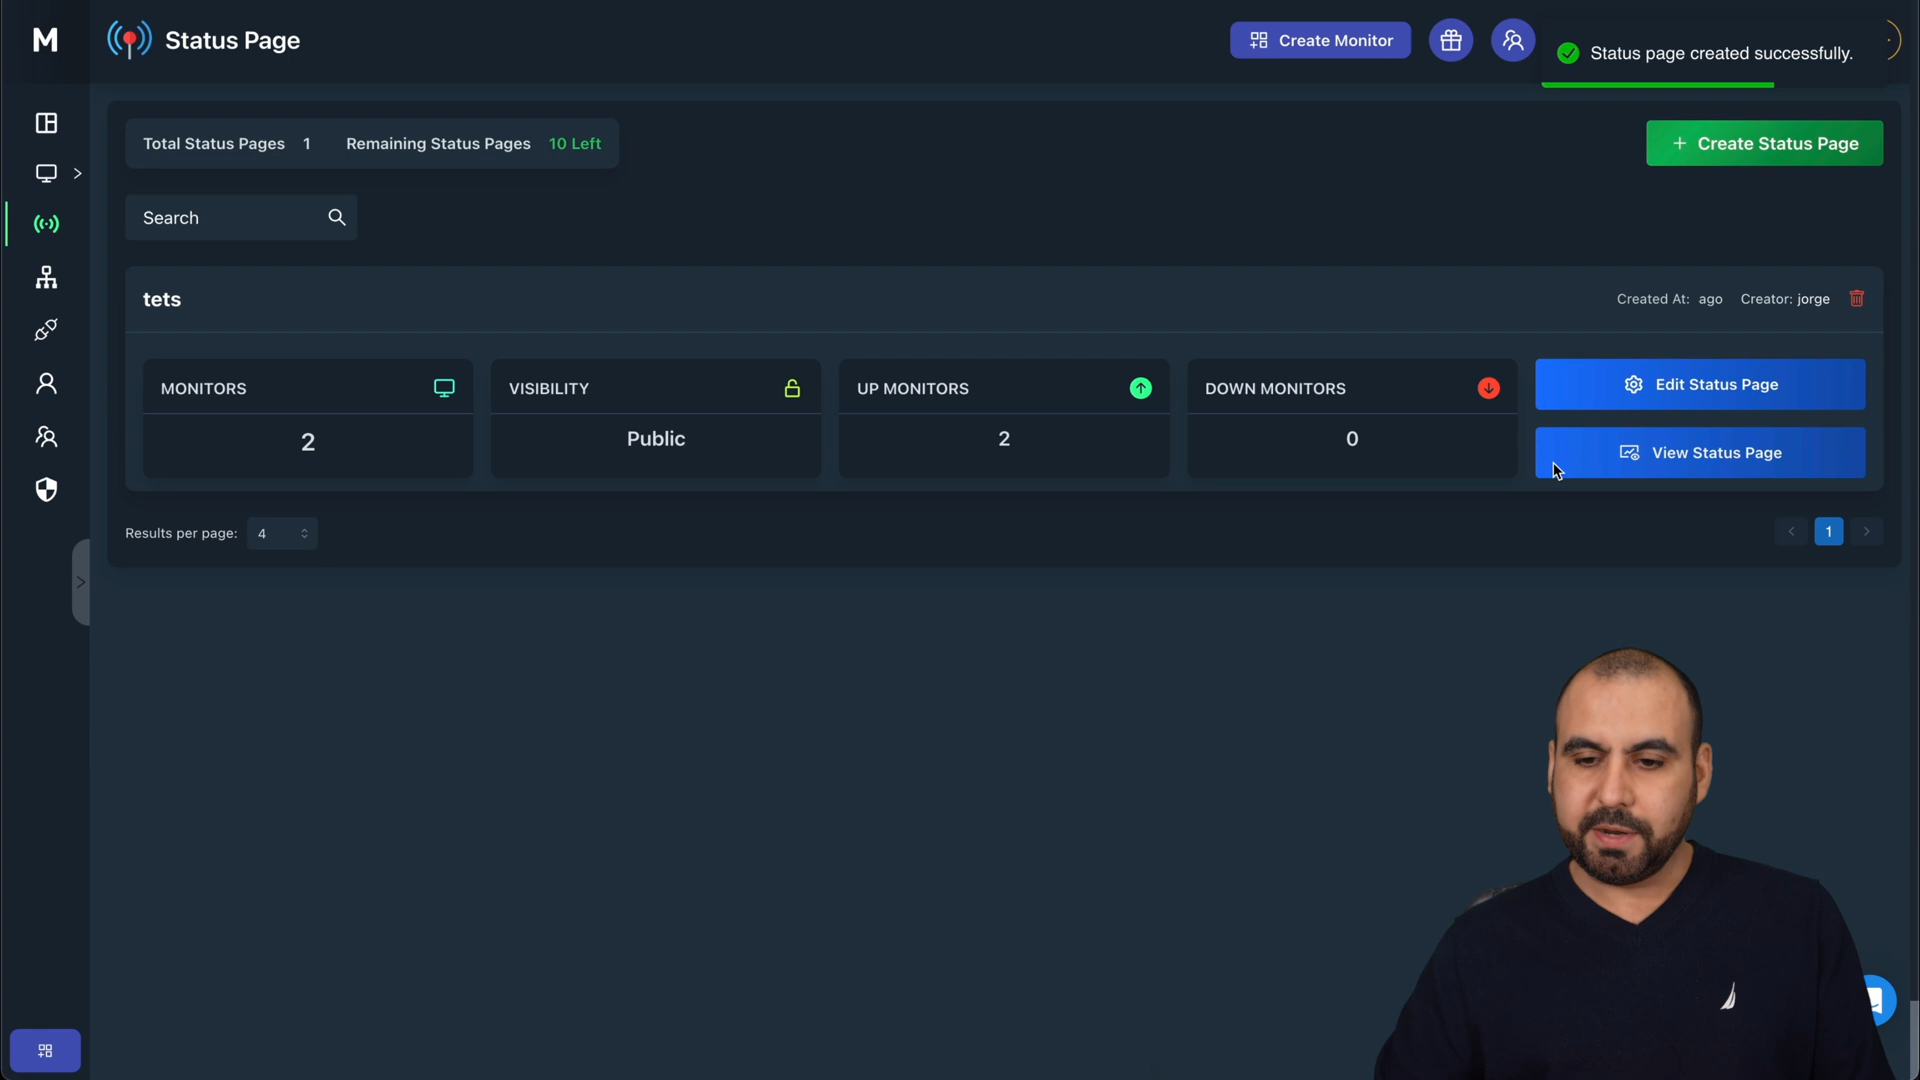 M
Status Page
Create Monitor
Status page created successfully.
Total Status Pages 1
Remaining Status Pages 10 Left
+ Create Status Page
Search
tets
Created At: ago
Creator: jorge
MONITORS
2
VISIBILITY
Public
UP MONITORS
2
DOWN MONITORS
0
Edit Status Page
View Status Page
Results per page: 4
< 1 >